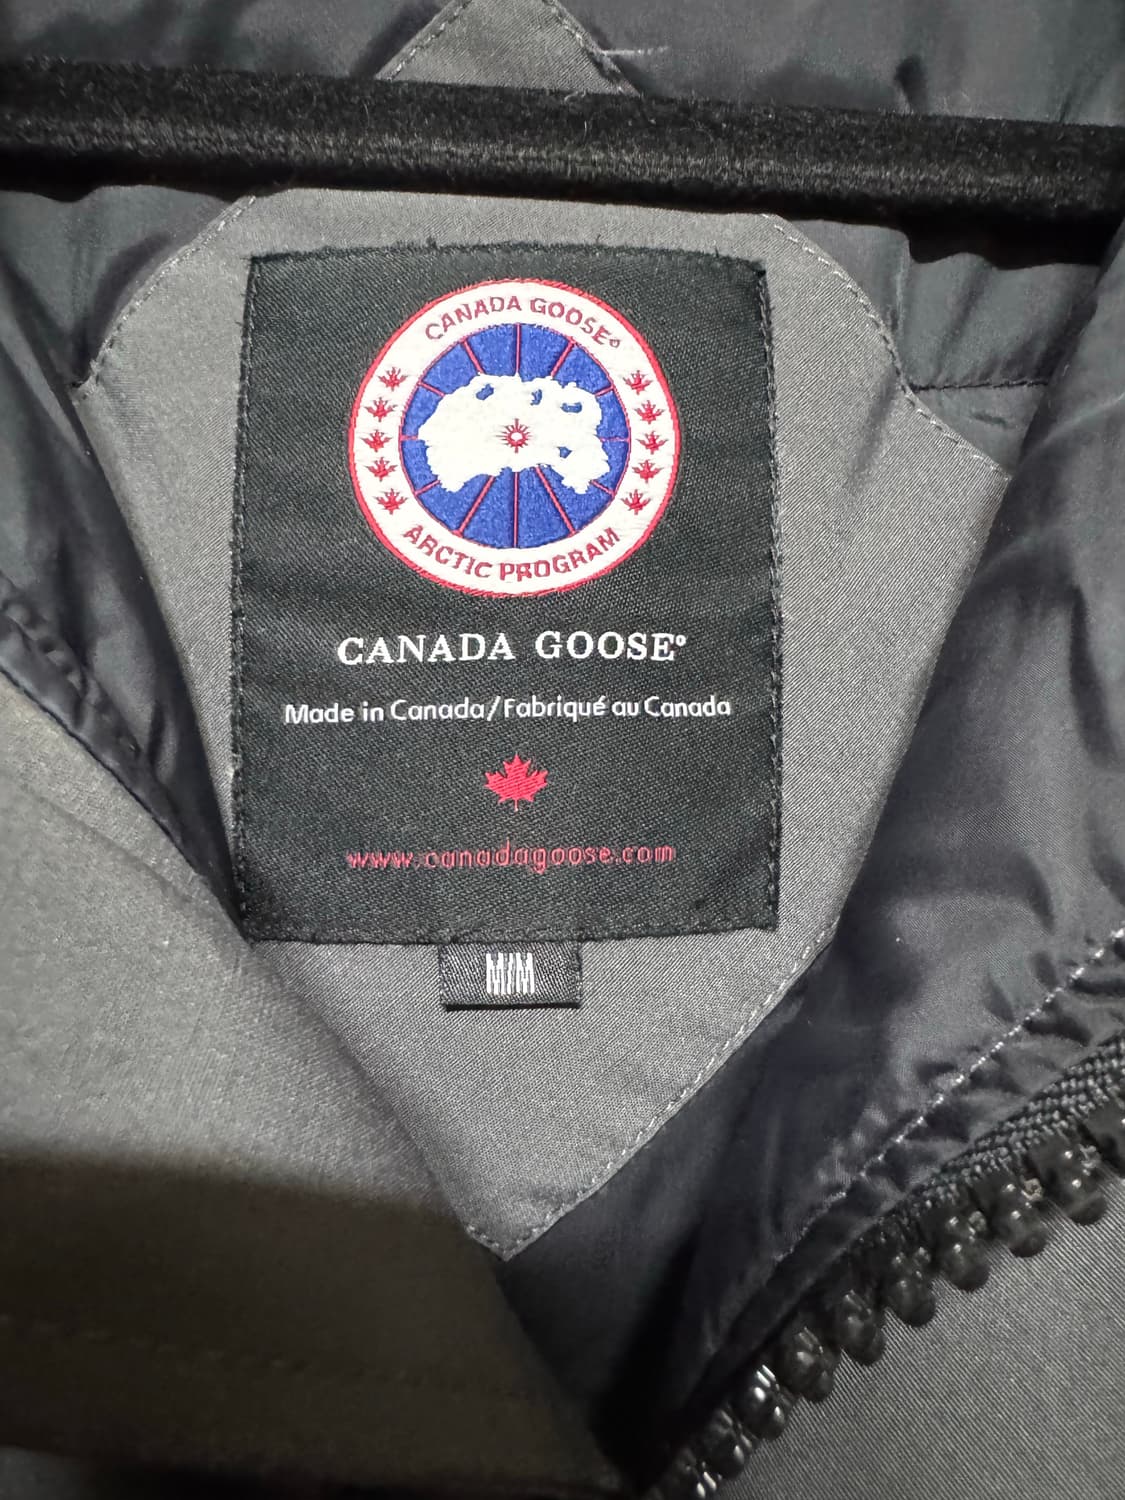 CANADA GOOSE®
ARCTIC PROGRAM
CANADA GOOSE®
Made in Canada/Fabriqué au Canada
www.canadagoose.com
M/M